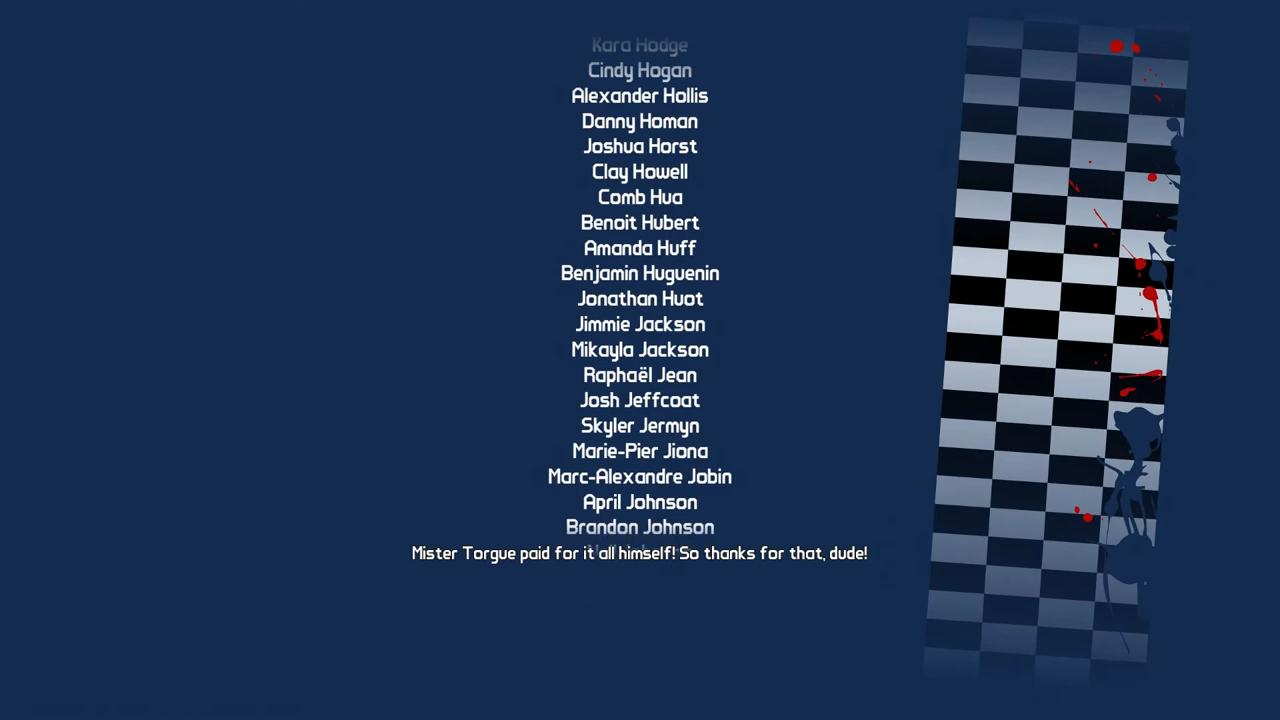 Kara Hodge
Cindy Hogan
Alexander Hollis
Danny Homan
Joshua Horst
Clay Howell
Comb Hua
Benoit Hubert
Amanda Huff
Benjamin Huguenin
Jonathan Huot
Jimmie Jackson
Mikayla Jackson
Raphaël Jean
Josh Jeffcoat
Skyler Jermyn
Marie-Pier Jiona
Marc-Alexandre Jobin
April Johnson
Brandon Johnson
Mister Torgue paid for it all himself! So thanks for that, dude!